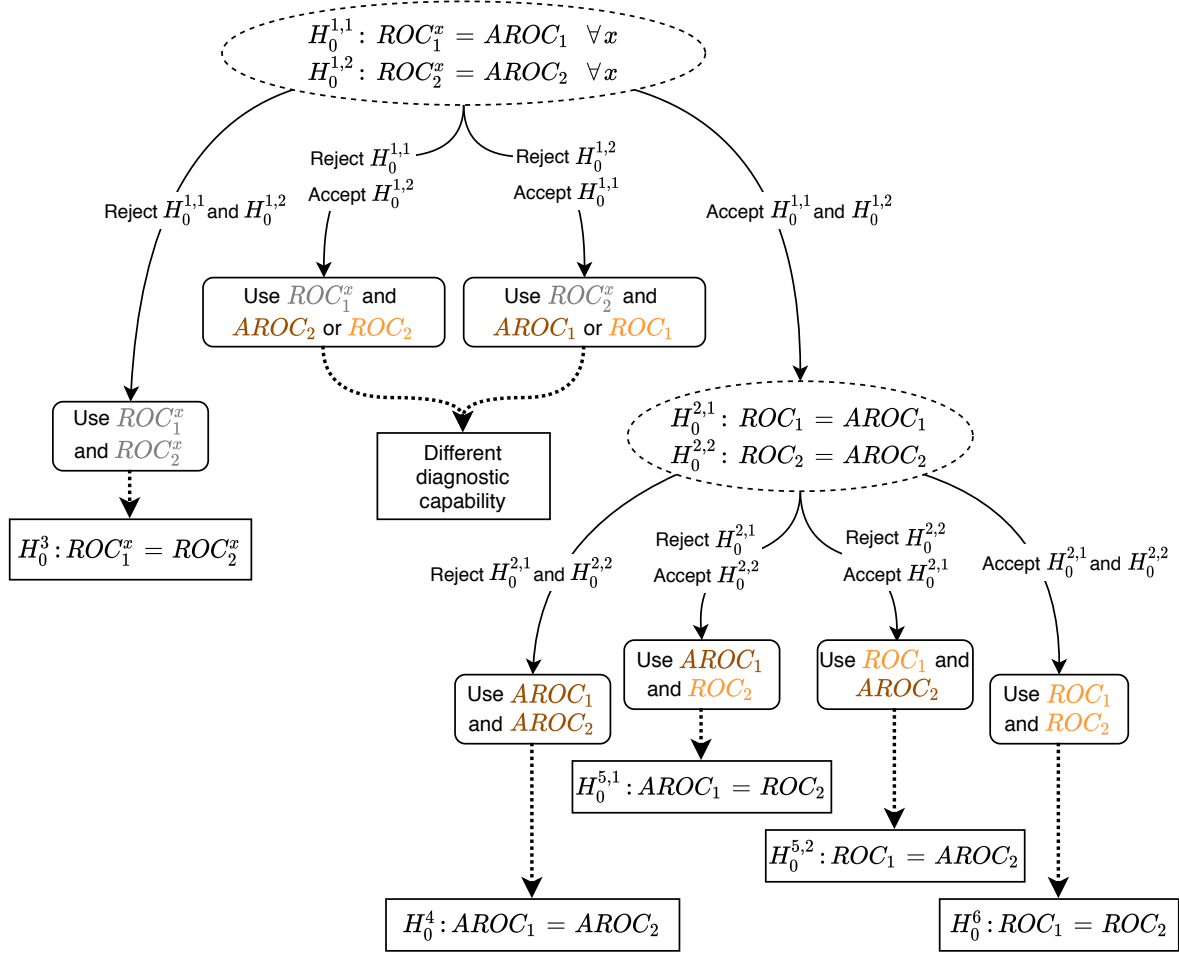 $H_0^{1,1}: ROC_1^x = AROC_1 \ \forall x$
$H_0^{1,2}: ROC_2^x = AROC_2 \ \forall x$
Reject $H_0^{1,1}$ and $H_0^{1,2}$
Reject $H_0^{1,1}$
Accept $H_0^{1,2}$
Reject $H_0^{1,2}$
Accept $H_0^{1,1}$
Accept $H_0^{1,1}$ and $H_0^{1,2}$
Use $ROC_1^x$ and
$AROC_2$ or $ROC_2$
Use $ROC_2^x$ and
$AROC_1$ or $ROC_1$
Use $ROC_1^x$
and $ROC_2^x$
Different
diagnostic
capability
$H_0^3: ROC_1^x = ROC_2^x$
$H_0^{2,1}: ROC_1 = AROC_1$
$H_0^{2,2}: ROC_2 = AROC_2$
Reject $H_0^{2,1}$ and $H_0^{2,2}$
Reject $H_0^{2,1}$
Accept $H_0^{2,2}$
Reject $H_0^{2,2}$
Accept $H_0^{2,1}$
Accept $H_0^{2,1}$ and $H_0^{2,2}$
Use $AROC_1$
and $AROC_2$
Use $AROC_1$
and $ROC_2$
Use $ROC_1$ and
$AROC_2$
Use $ROC_1$
and $ROC_2$
$H_0^{5,1}: AROC_1 = ROC_2$
$H_0^{5,2}: ROC_1 = AROC_2$
$H_0^4: AROC_1 = AROC_2$
$H_0^6: ROC_1 = ROC_2$